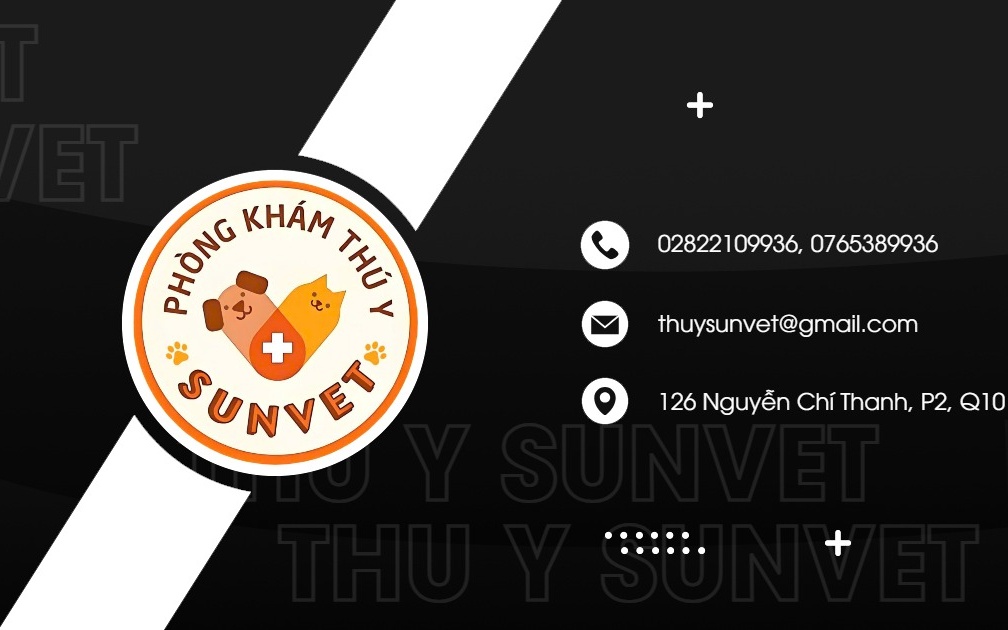 T
VET
PHÒNG KHÁM THÚ Y
SUNVET
02822109936, 0765389936
thuysunvet@gmail.com
126 Nguyễn Chí Thanh, P2, Q10
THU Y SUNVET
THU Y SUNVET